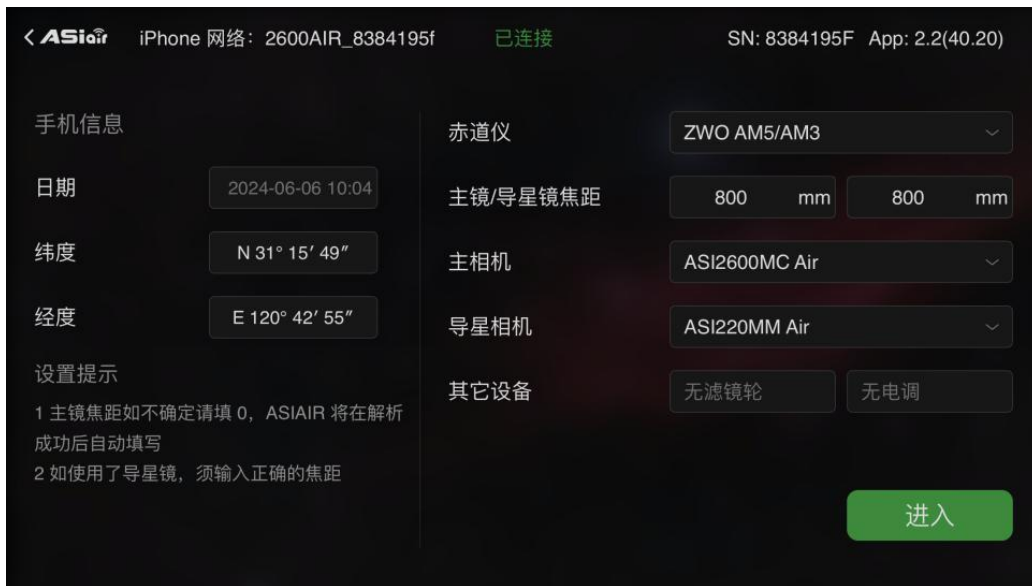 ASiair iPhone 网络：2600AIR_8384195f 已连接 SN: 8384195F App: 2.2(40.20)
手机信息
日期 2024-06-06 10:04
纬度 N 31° 15′ 49″
经度 E 120° 42′ 55″
设置提示
1 主镜焦距如不确定请填 0，ASIAIR 将在解析
成功后自动填写
2 如使用了导星镜，须输入正确的焦距
赤道仪 ZWO AM5/AM3
主镜/导星镜焦距 800 mm 800 mm
主相机 ASI2600MC Air
导星相机 ASI220MM Air
其它设备 无滤镜轮 无电调
进入